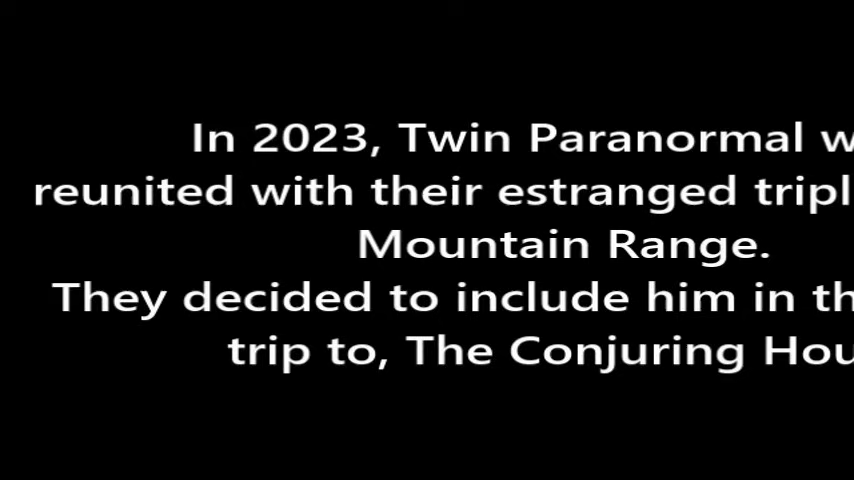 In 2023, Twin Paranormal
reunited with their estranged
Mountain Range.
They decided to include him in
trip to, The Conjuring